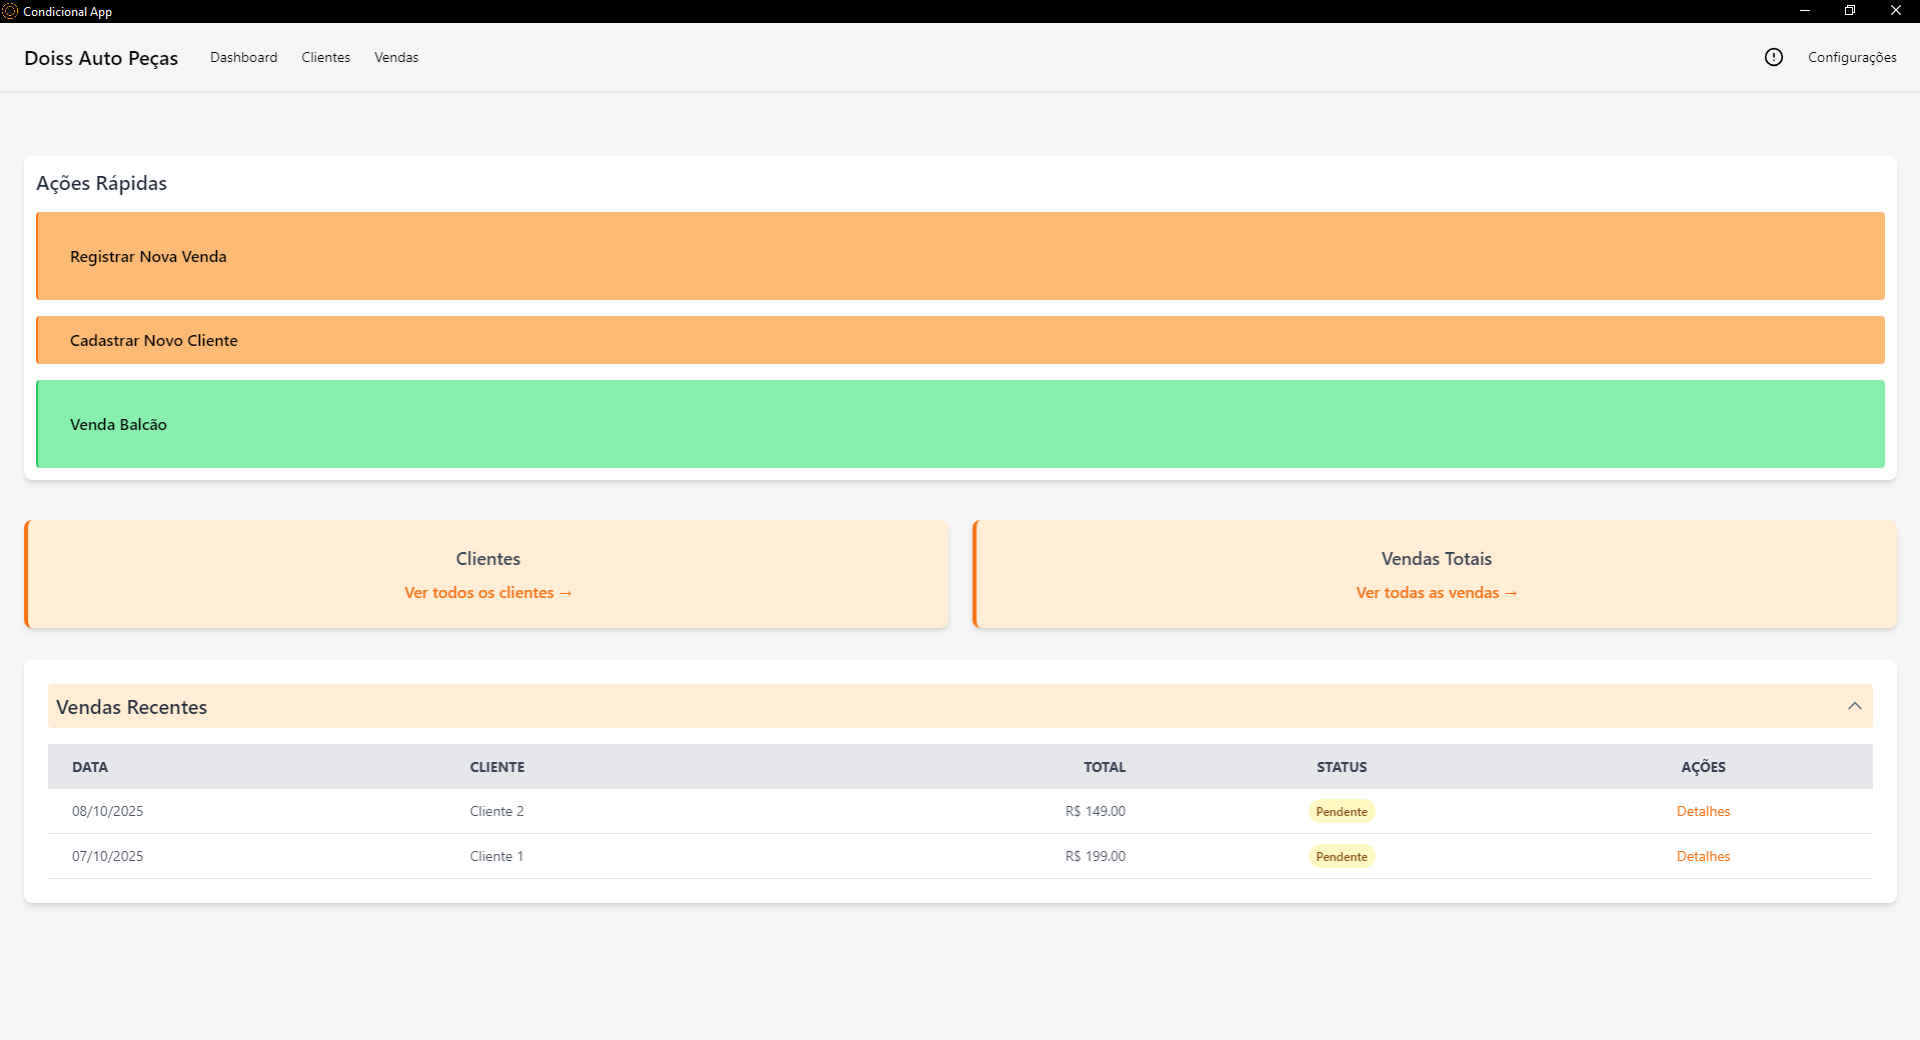 Condicional App
Doiss Auto Peças Dashboard Clientes Vendas Configurações
Ações Rápidas
Registrar Nova Venda
Cadastrar Novo Cliente
Venda Balcão
Clientes
Ver todos os clientes →
Vendas Totais
Ver todas as vendas →
Vendas Recentes
DATA CLIENTE TOTAL STATUS AÇÕES
08/10/2025 Cliente 2 R$ 149.00 Pendente Detalhes
07/10/2025 Cliente 1 R$ 199.00 Pendente Detalhes